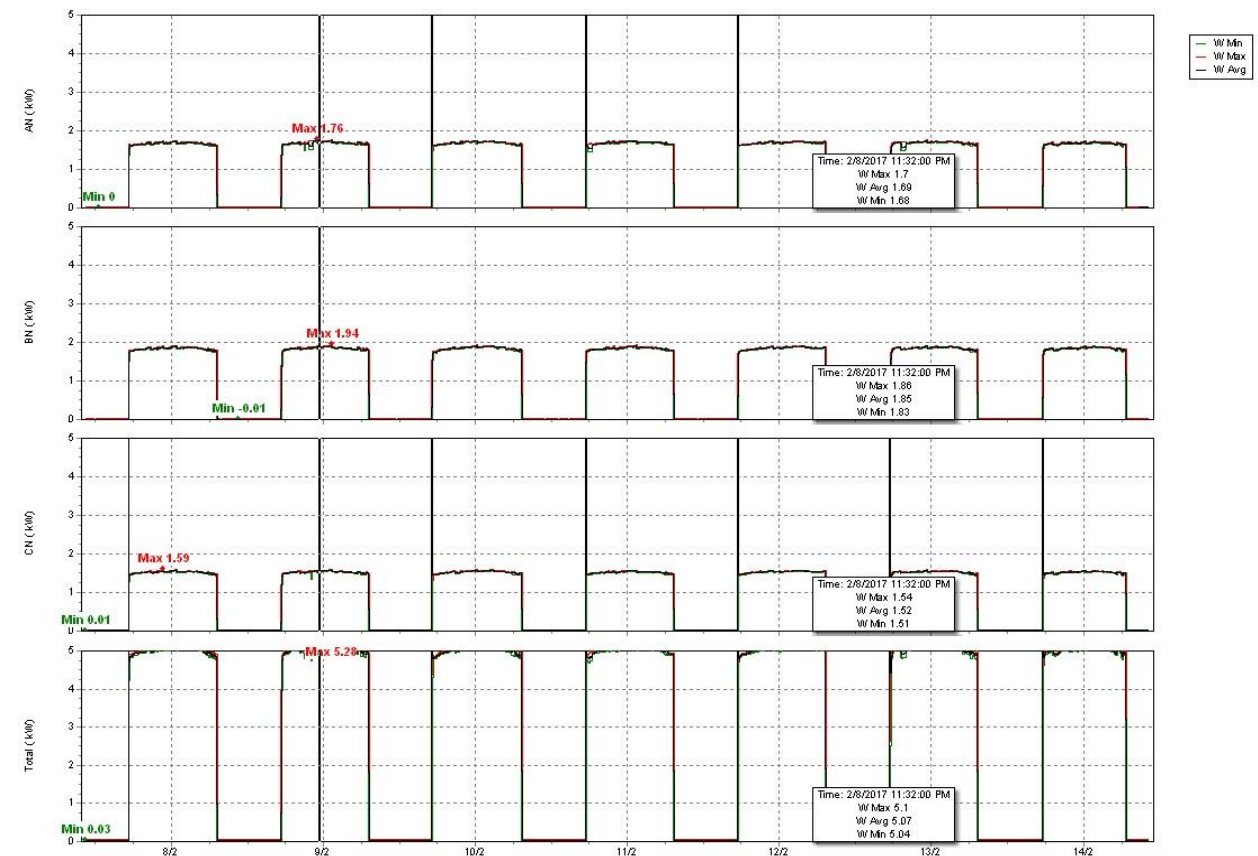 5
4
3
2
1
0
AN ( kW)
Max 1.76
Min 0
Time: 2/8/2017 11:32:00 PM
W Max 1.7
W Avg 1.69
W Min 1.68
W Min
W Max
W Avg
5
4
3
2
1
0
BN ( kW)
Max 1.94
Min -0.01
Time: 2/8/2017 11:32:00 PM
W Max 1.86
W Avg 1.85
W Min 1.83
5
4
3
2
1
0
CN ( kW)
Max 1.59
Min 0.01
Time: 2/8/2017 11:32:00 PM
W Max 1.54
W Avg 1.52
W Min 1.51
5
4
3
2
1
0
Total ( kW)
Max 5.28
Min 0.03
Time: 2/8/2017 11:32:00 PM
W Max 5.1
W Avg 5.07
W Min 5.04
8/2 9/2 10/2 11/2 12/2 13/2 14/2